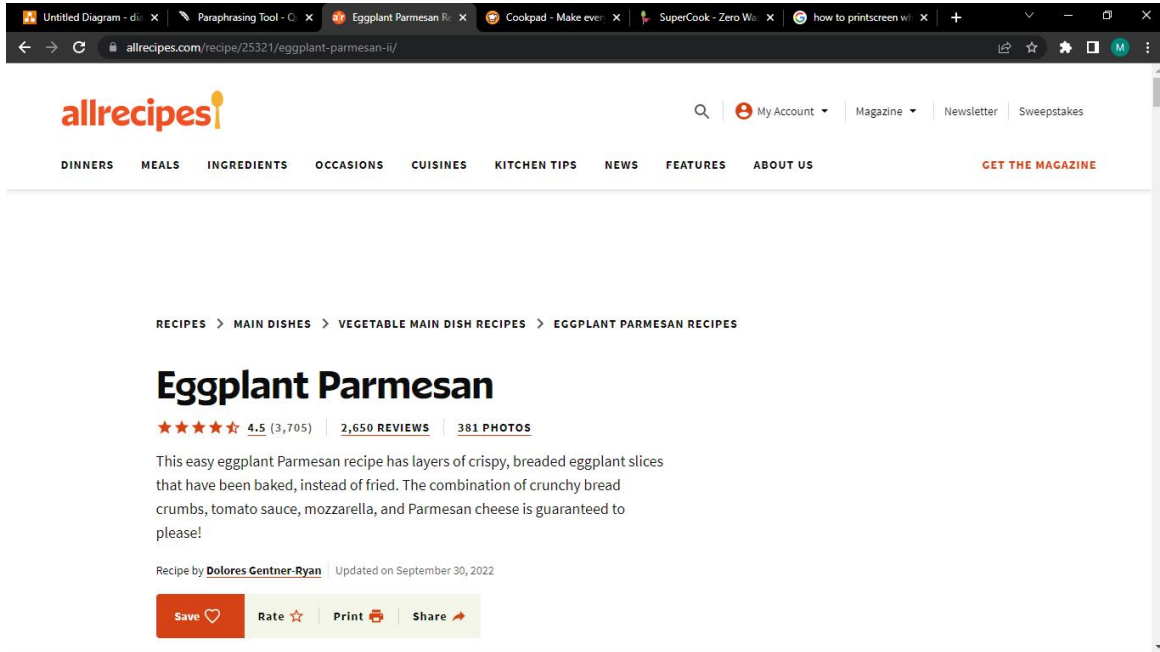 Untitled Diagram - dia Paraphrasing Tool - Q Eggplant Parmesan Re Cookpad - Make every SuperCook - Zero Wa how to printscreen wh
allrecipes.com/recipe/25321/eggplant-parmesan-ii/ M
allrecipes My Account Magazine Newsletter Sweepstakes
DINNERS MEALS INGREDIENTS OCCASIONS CUISINES KITCHEN TIPS NEWS FEATURES ABOUT US GET THE MAGAZINE
RECIPES > MAIN DISHES > VEGETABLE MAIN DISH RECIPES > EGGPLANT PARMESAN RECIPES
Eggplant Parmesan
4.5 (3,705) 2,650 REVIEWS 381 PHOTOS
This easy eggplant Parmesan recipe has layers of crispy, breaded eggplant slices
that have been baked, instead of fried. The combination of crunchy bread
crumbs, tomato sauce, mozzarella, and Parmesan cheese is guaranteed to
please!
Recipe by Dolores Gentner-Ryan Updated on September 30, 2022
Save Rate Print Share